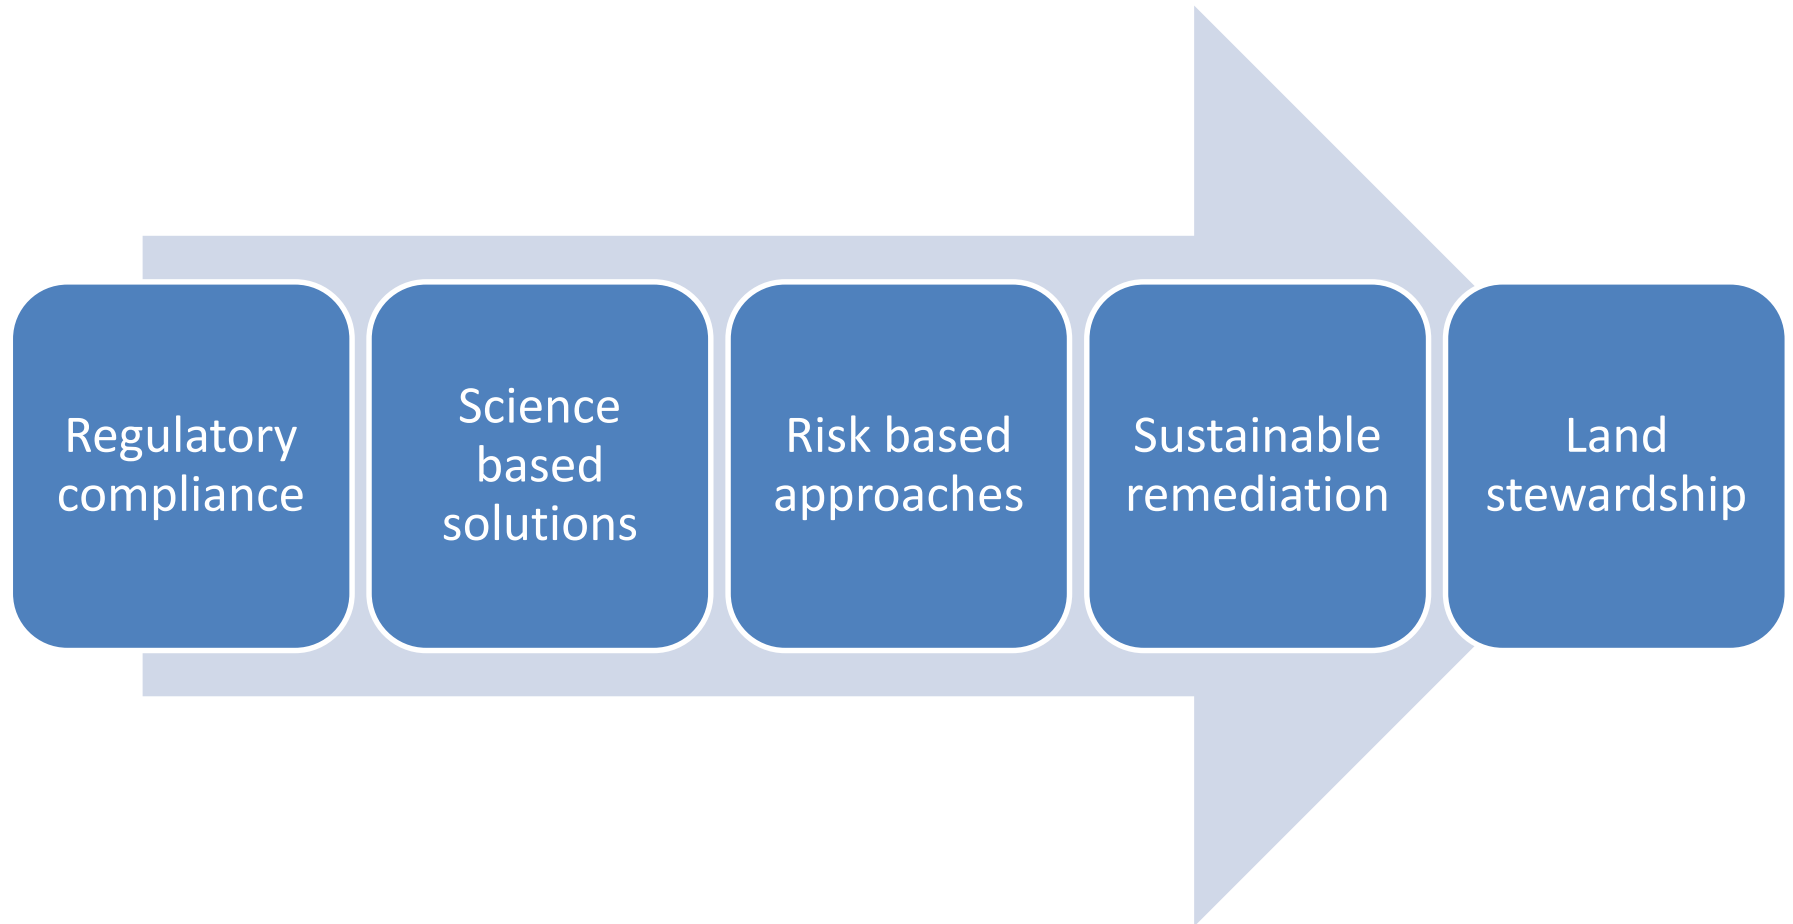 Regulatory
compliance
Science
based
solutions
Risk based
approaches
Sustainable
remediation
Land
stewardship